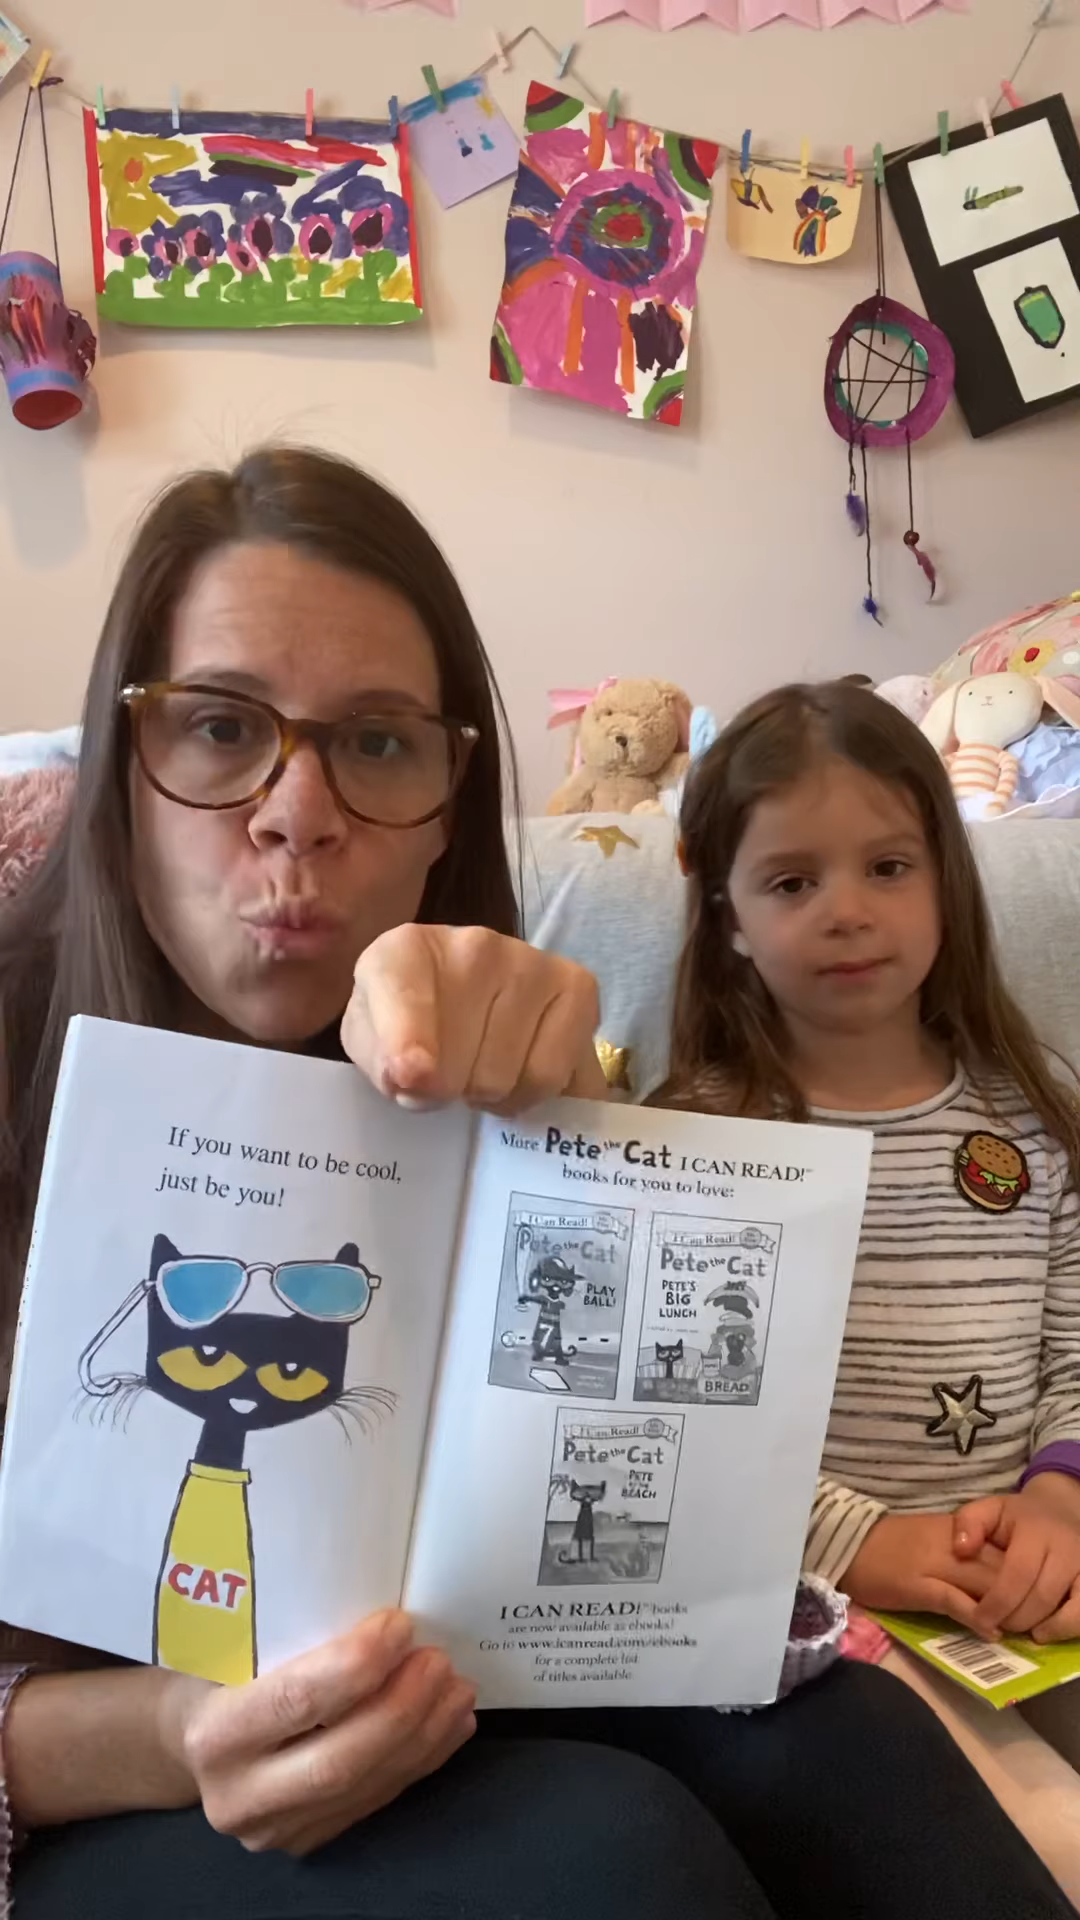 If you want to be cool,
just be you!
CAT
More Pete the Cat I CAN READ!™
books for you to love:
I Can Read!
Pete the Cat
PLAY
BALL!
7
I Can Read!
Pete the Cat
PETE'S
BIG
LUNCH
BREAD
I Can Read!
Pete the Cat
PETE
BEACH
I CAN READ!™ books
are now available as ebooks!
Go to www.icanread.com/ebooks
for a complete list
of titles available.